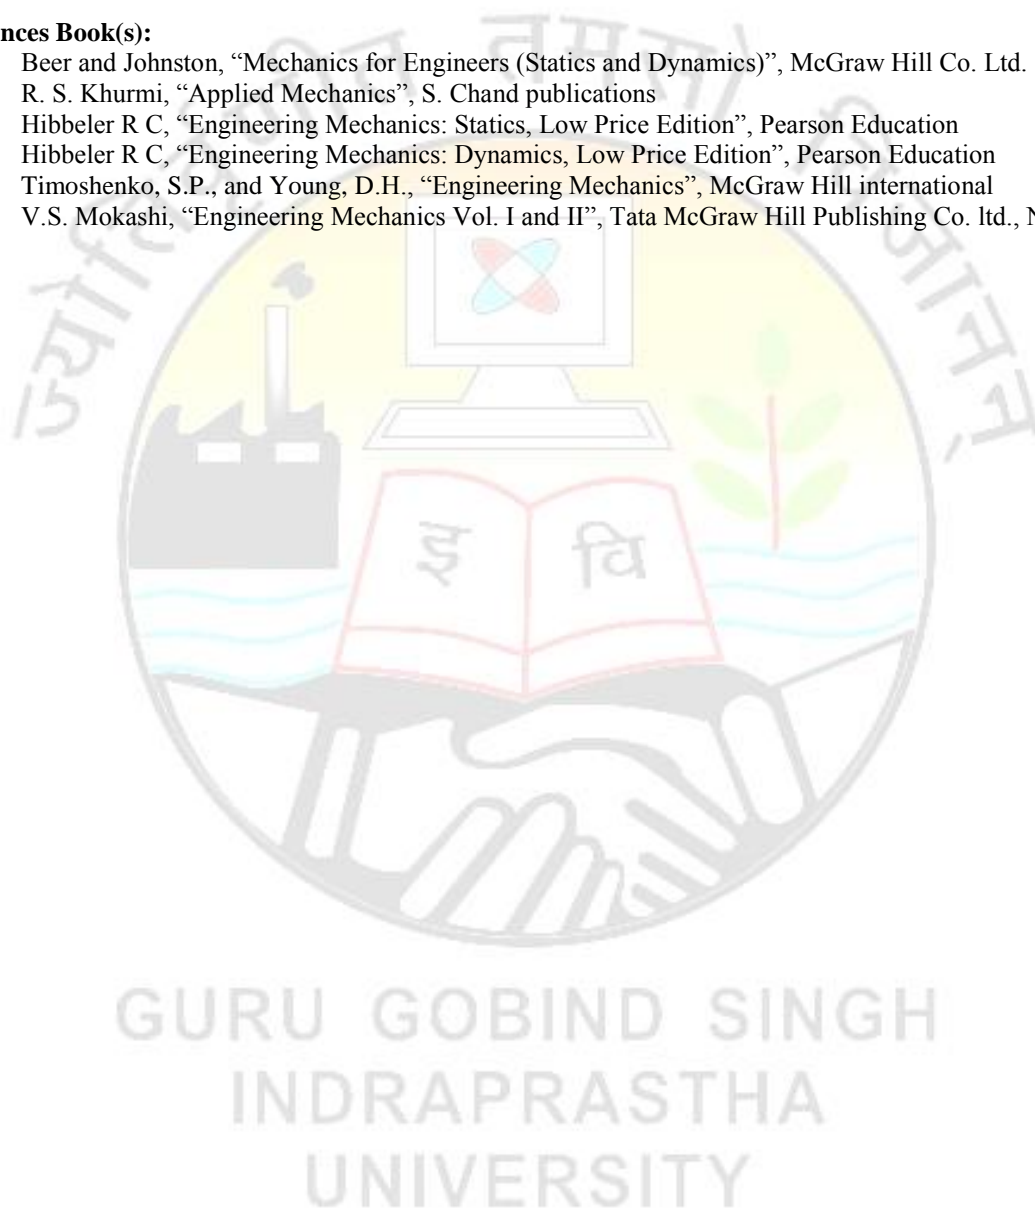 nces Book(s):
Beer and Johnston, “Mechanics for Engineers (Statics and Dynamics)”, McGraw Hill Co. Ltd.
R. S. Khurmi, “Applied Mechanics”, S. Chand publications
Hibbeler R C, “Engineering Mechanics: Statics, Low Price Edition”, Pearson Education
Hibbeler R C, “Engineering Mechanics: Dynamics, Low Price Edition”, Pearson Education
Timoshenko, S.P., and Young, D.H., “Engineering Mechanics”, McGraw Hill international
V.S. Mokashi, “Engineering Mechanics Vol. I and II”, Tata McGraw Hill Publishing Co. ltd., N
इ वि
GURU GOBIND SINGH
INDRAPRASTHA
UNIVERSITY